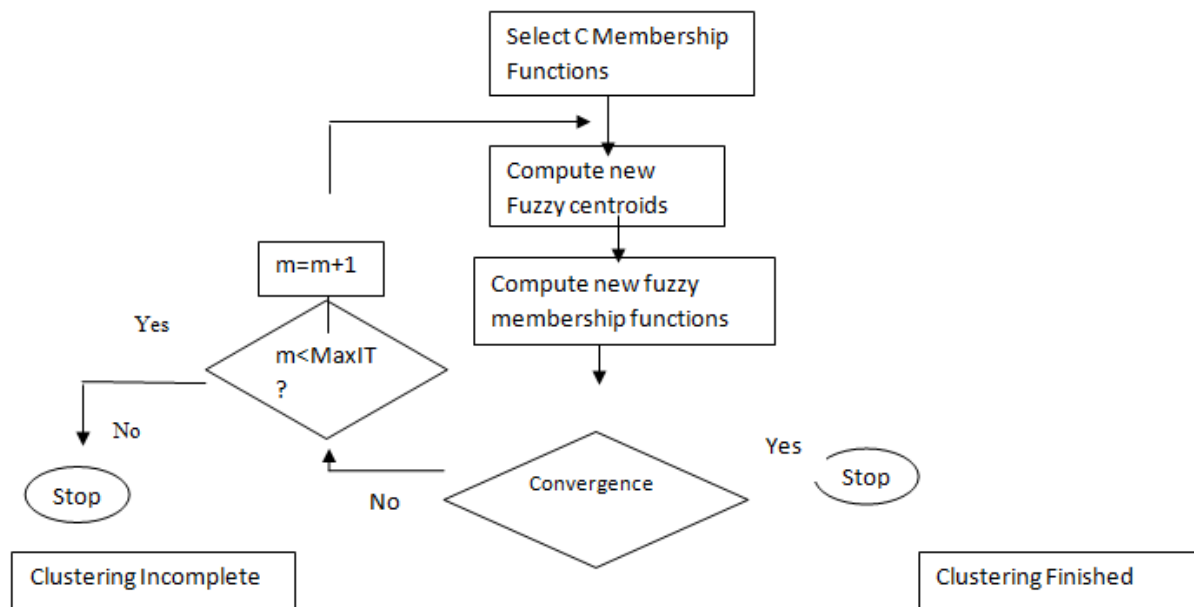 Select C Membership
Functions
Compute new
Fuzzy centroids
m=m+1
Compute new fuzzy
membership functions
Yes
m<MaxIT
?
No
Yes
Convergence
Stop
Stop
No
Clustering Incomplete
Clustering Finished